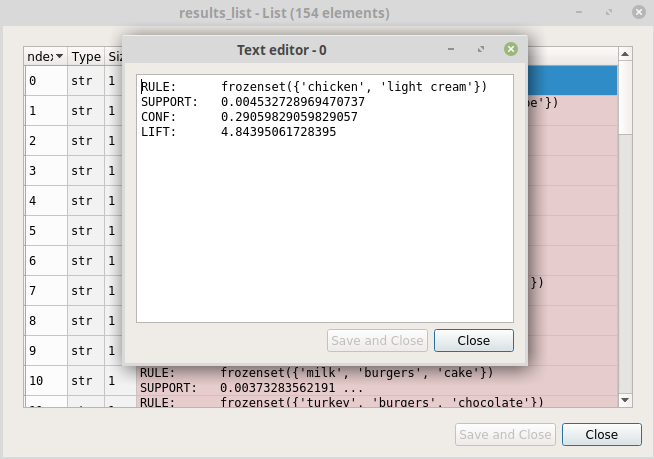 results_list - List (154 elements)
Text editor - 0
ndex Type Siz
0 str 1
RULE: frozenset({'chicken', 'light cream'})
SUPPORT: 0.004532728969470737
CONF: 0.29059829059829057
LIFT: 4.84395061728395
1 str 1 pe'})
2 str 1
3 str 1
4 str 1
5 str 1
6 str 1
7 str 1 })
8 str 1
9 str 1
Save and Close Close
10 str 1 RULE: frozenset({'milk', 'burgers', 'cake'})
SUPPORT: 0.00373283562191 ...
RULE: frozenset({'turkey', 'burgers', 'chocolate'})
Save and Close Close